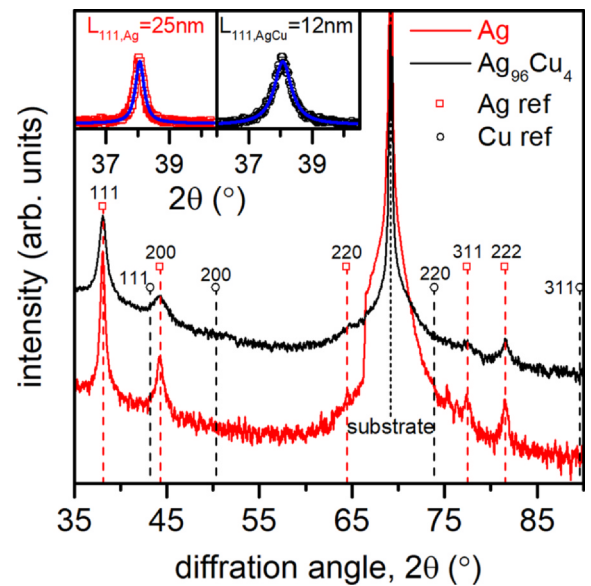 L111,Ag=25nm
L111,AgCu=12nm
Ag
Ag96Cu4
Ag ref
Cu ref
37 39 37 39
2θ (°)
111
111
200
200
220
220
311
222
311
substrate
intensity (arb. units)
35 45 55 65 75 85
diffration angle, 2θ (°)